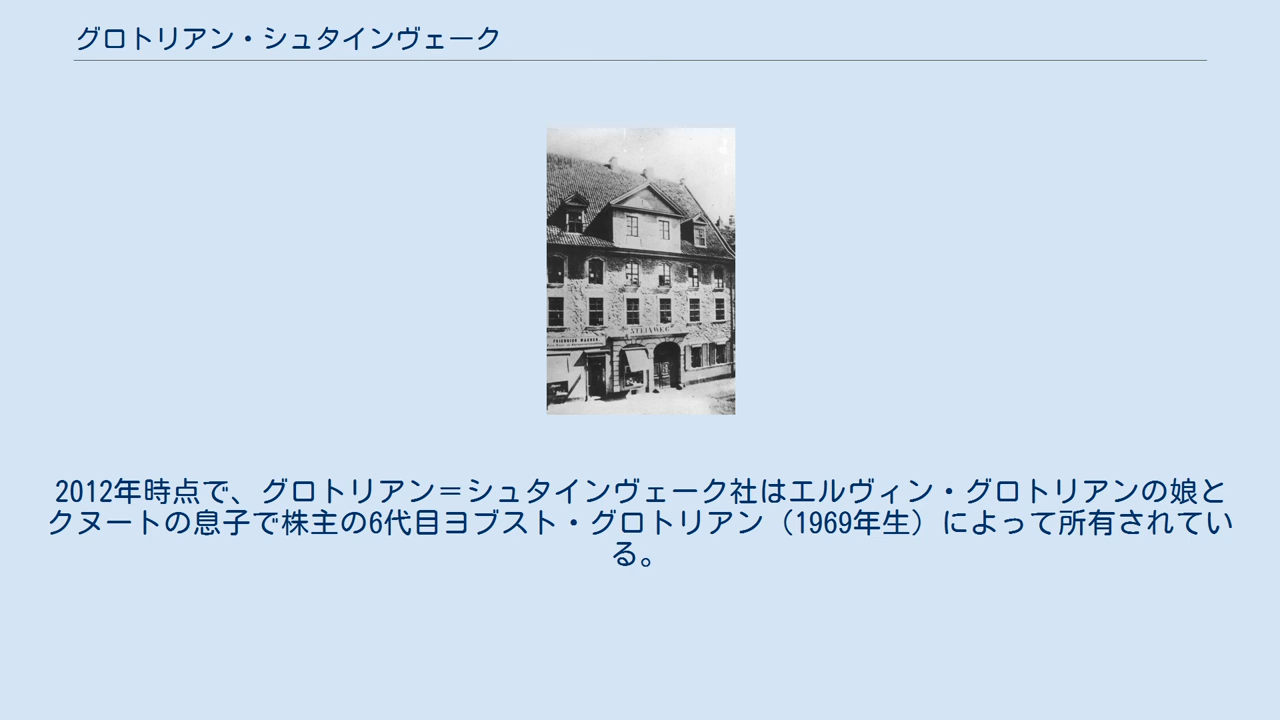 グロトリアン・シュタインヴェーク
STEINWEG
FRIEDRICH WAGNER.
2012年時点で、グロトリアン＝シュタインヴェーク社はエルヴィン・グロトリアンの娘と
クヌートの息子で株主の6代目ヨブスト・グロトリアン（1969年生）によって所有されてい
る。